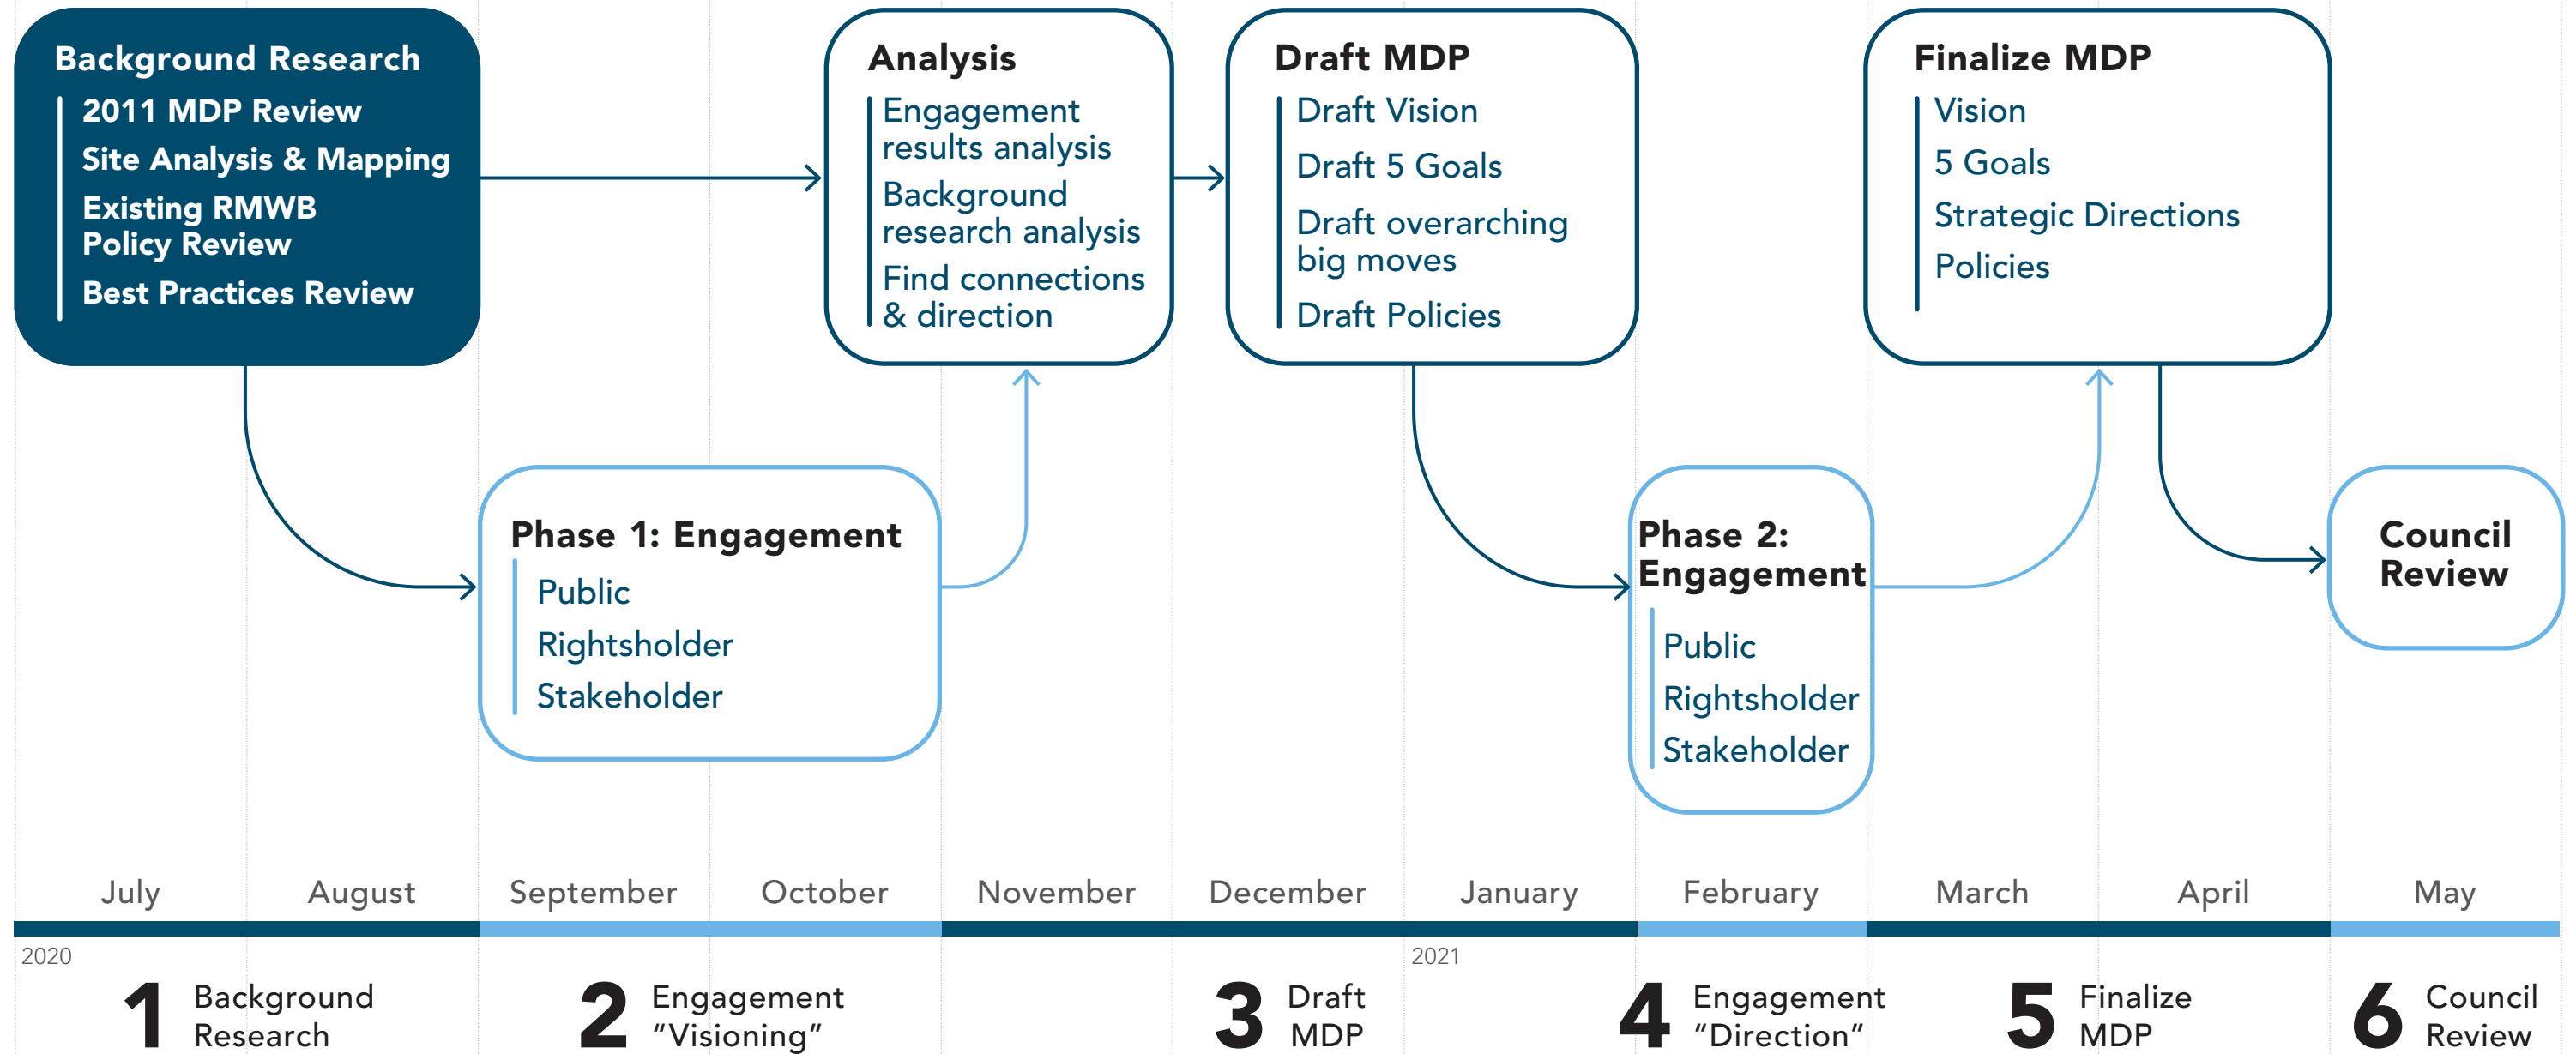 Background Research
2011 MDP Review
Site Analysis & Mapping
Existing RMWB
Policy Review
Best Practices Review
Analysis
Engagement
results analysis
Background
research analysis
Find connections
& direction
Draft MDP
Draft Vision
Draft 5 Goals
Draft overarching
big moves
Draft Policies
Finalize MDP
Vision
5 Goals
Strategic Directions
Policies
Phase 1: Engagement
Public
Rightsholder
Stakeholder
Phase 2:
Engagement
Public
Rightsholder
Stakeholder
Council
Review
July August September October November December January February March April May
2020 2021
1 Background
Research
2 Engagement
“Visioning”
3 Draft
MDP
4 Engagement
“Direction”
5 Finalize
MDP
6 Council
Review